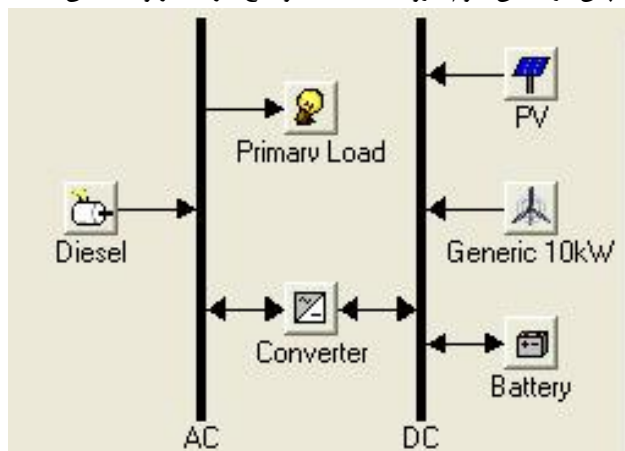 Primary Load
PV
Diesel
Generic 10kW
Converter
Battery
AC
DC